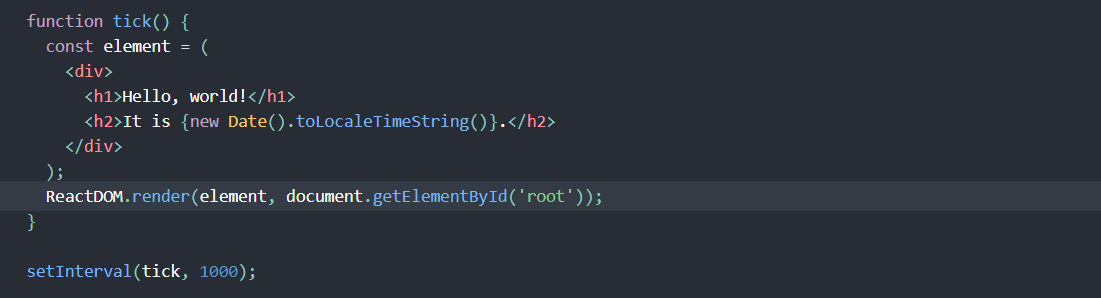 function tick() {
  const element = (
    <div>
      <h1>Hello, world!</h1>
      <h2>It is {new Date().toLocaleTimeString()}.</h2>
    </div>
  );
  ReactDOM.render(element, document.getElementById('root'));
}

setInterval(tick, 1000);